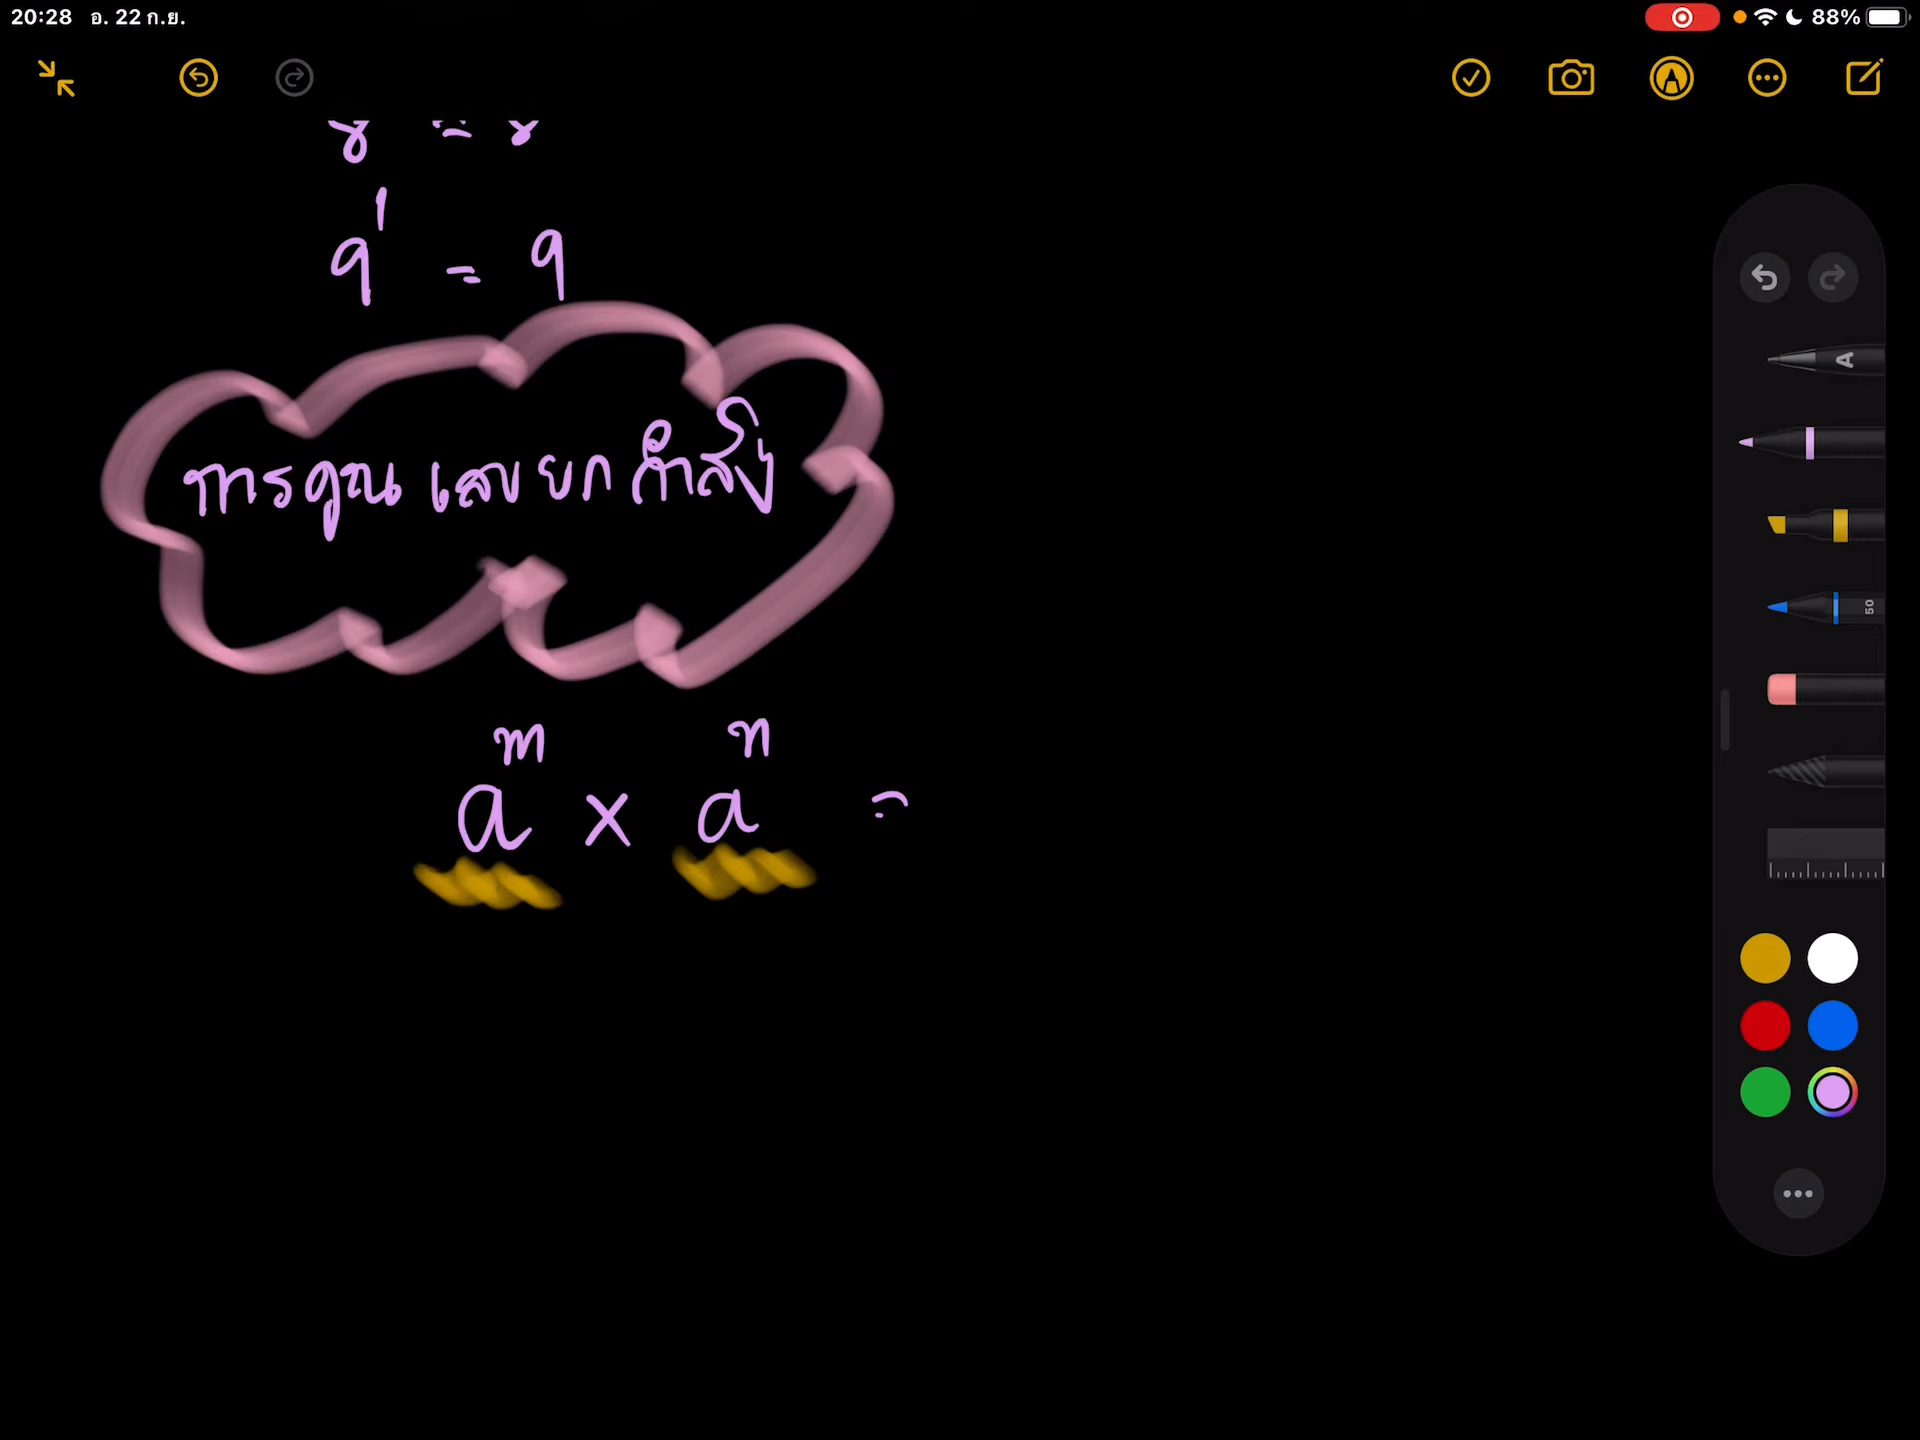 20:28 อ. 22 ก.ย. 88%
9¹ = 9
การคูณ เลขยกกำลัง
aᵐ × aⁿ =
A
50